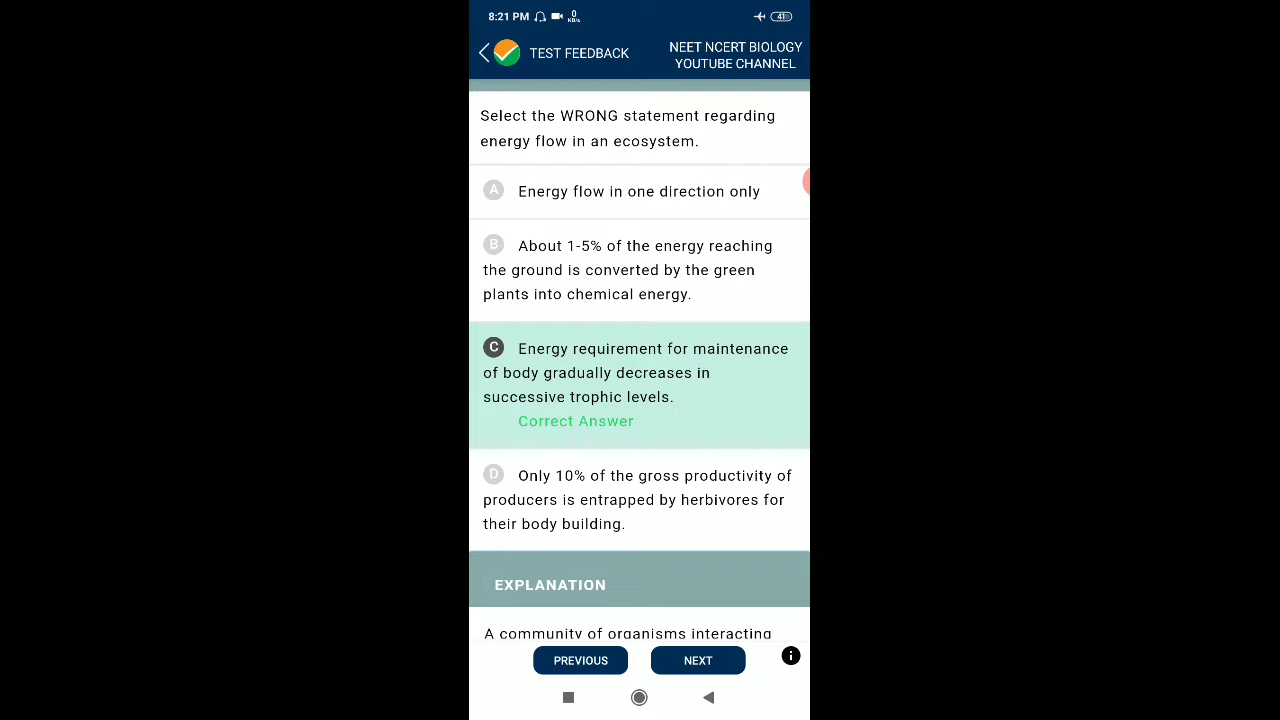 8:21 PM 0 KB/s 41
TEST FEEDBACK
NEET NCERT BIOLOGY
YOUTUBE CHANNEL
Select the WRONG statement regarding
energy flow in an ecosystem.
A Energy flow in one direction only
B About 1-5% of the energy reaching
the ground is converted by the green
plants into chemical energy.
C Energy requirement for maintenance
of body gradually decreases in
successive trophic levels.
Correct Answer
D Only 10% of the gross productivity of
producers is entrapped by herbivores for
their body building.
EXPLANATION
A community of organisms interacting
PREVIOUS
NEXT
i